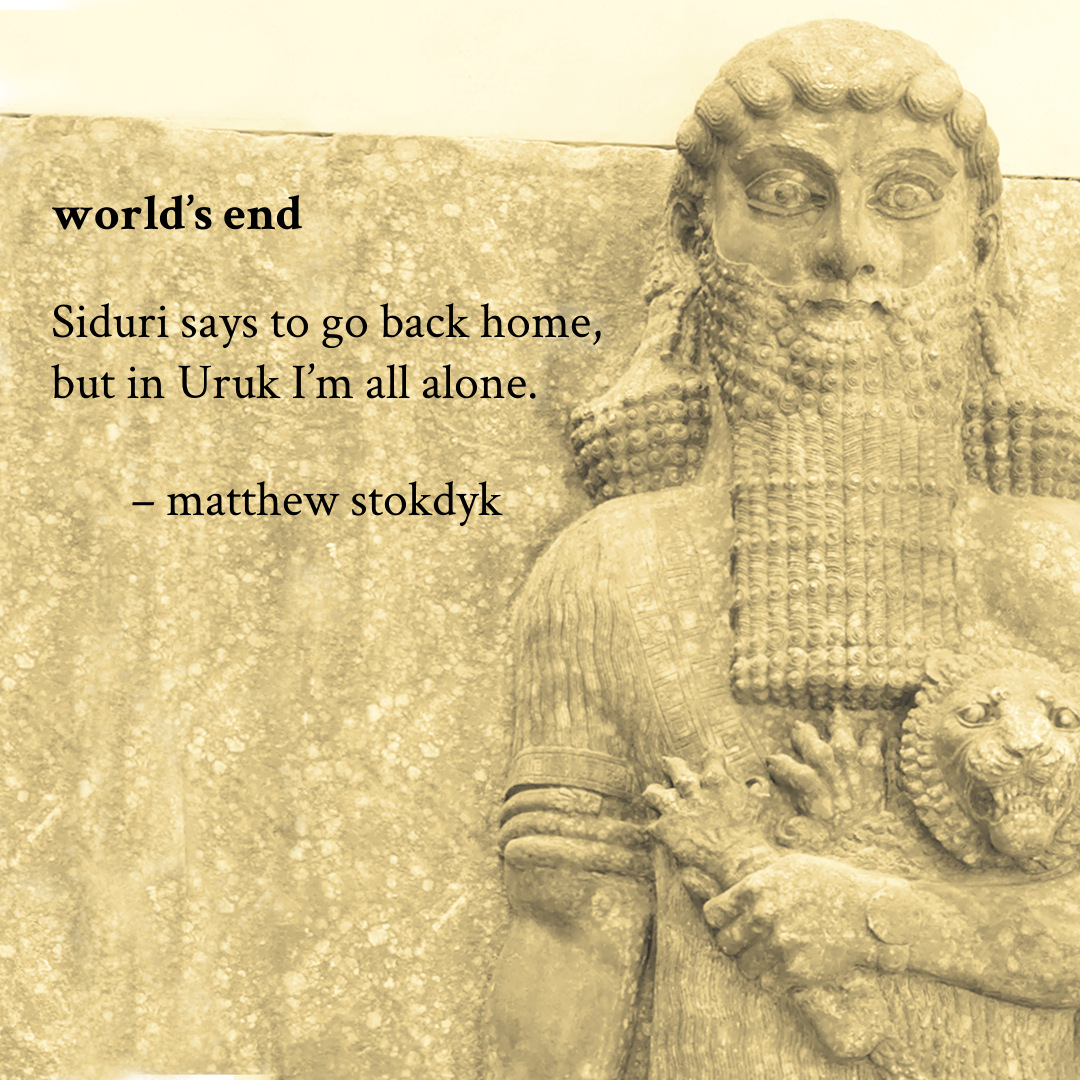 world’s end
Siduri says to go back home,
but in Uruk I’m all alone.
– matthew stokdyk